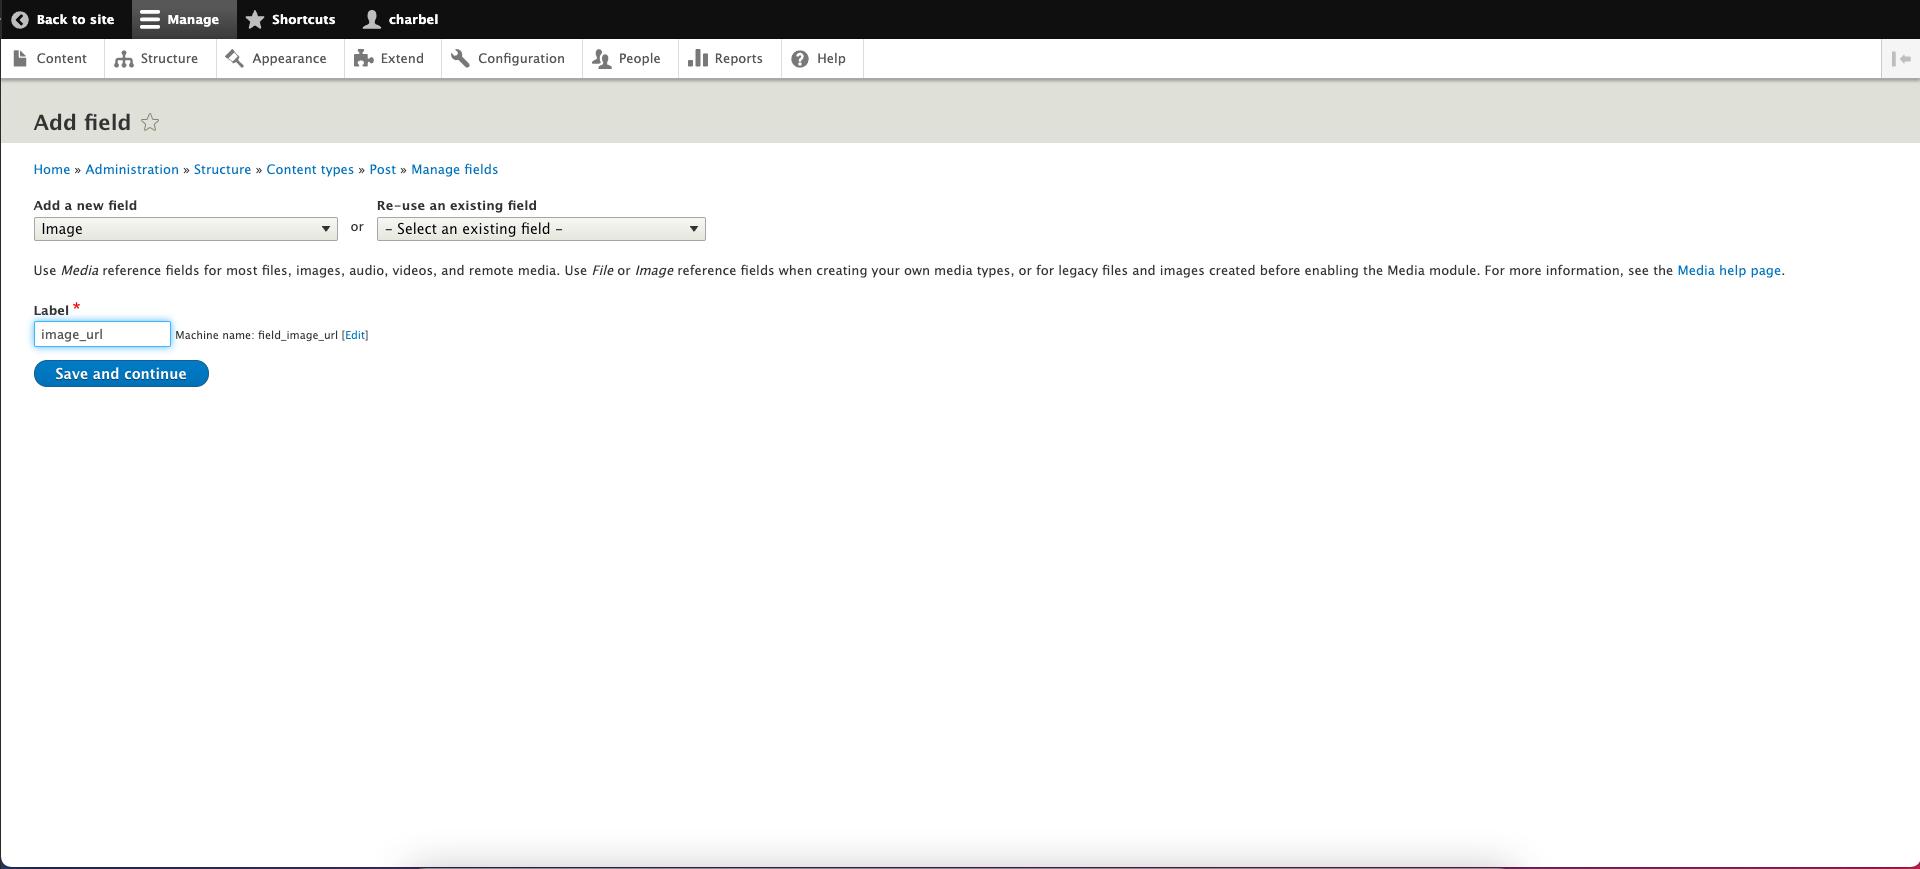 Back to site Manage Shortcuts charbel
Content Structure Appearance Extend Configuration People Reports Help
Add field
Home » Administration » Structure » Content types » Post » Manage fields
Add a new field Re-use an existing field
Image or - Select an existing field -
Use Media reference fields for most files, images, audio, videos, and remote media. Use File or Image reference fields when creating your own media types, or for legacy files and images created before enabling the Media module. For more information, see the Media help page.
Label *
image_url Machine name: field_image_url [Edit]
Save and continue